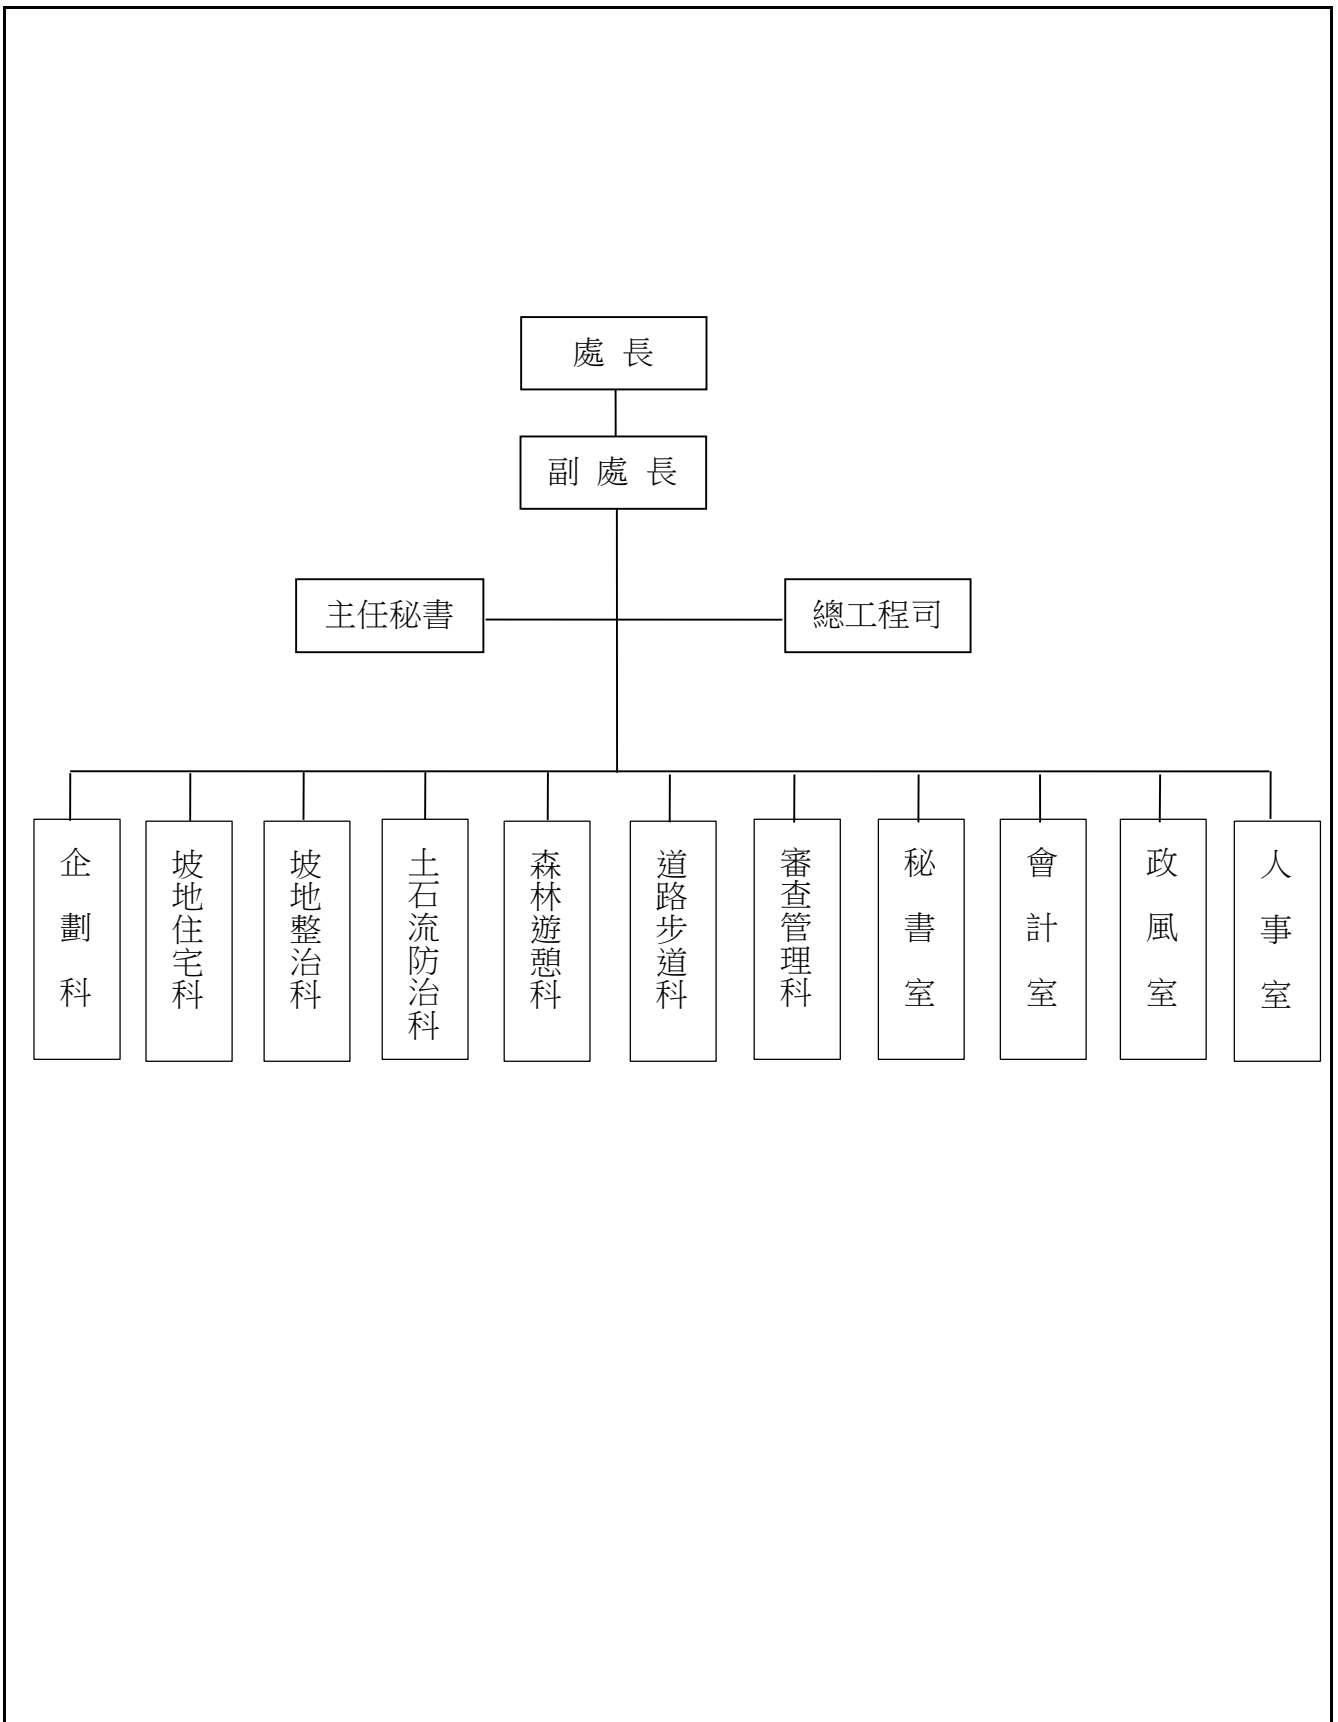 處 長
副 處 長
主任秘書
總工程司
企劃科
坡地住宅科
坡地整治科
土石流防治科
森林遊憩科
道路步道科
審查管理科
秘書室
會計室
政風室
人事室